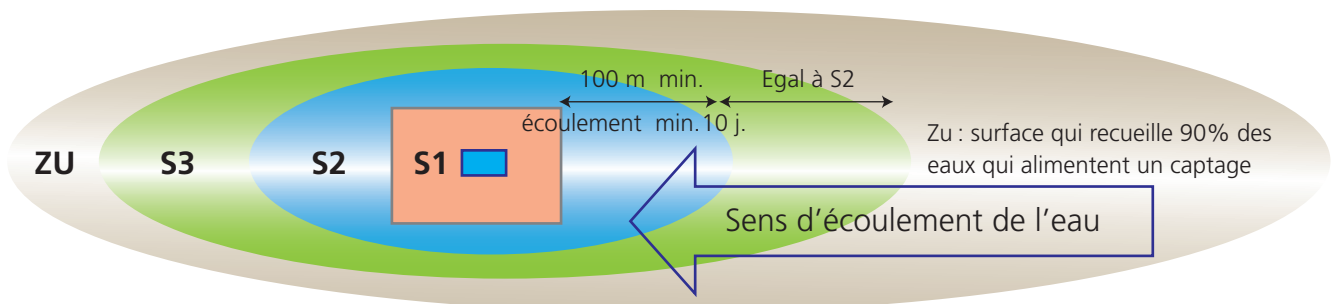 100 m min.
Egal à S2
écoulement min.10 j.
Zu : surface qui recueille 90% des
eaux qui alimentent un captage
ZU
S3
S2
S1
Sens d’écoulement de l’eau